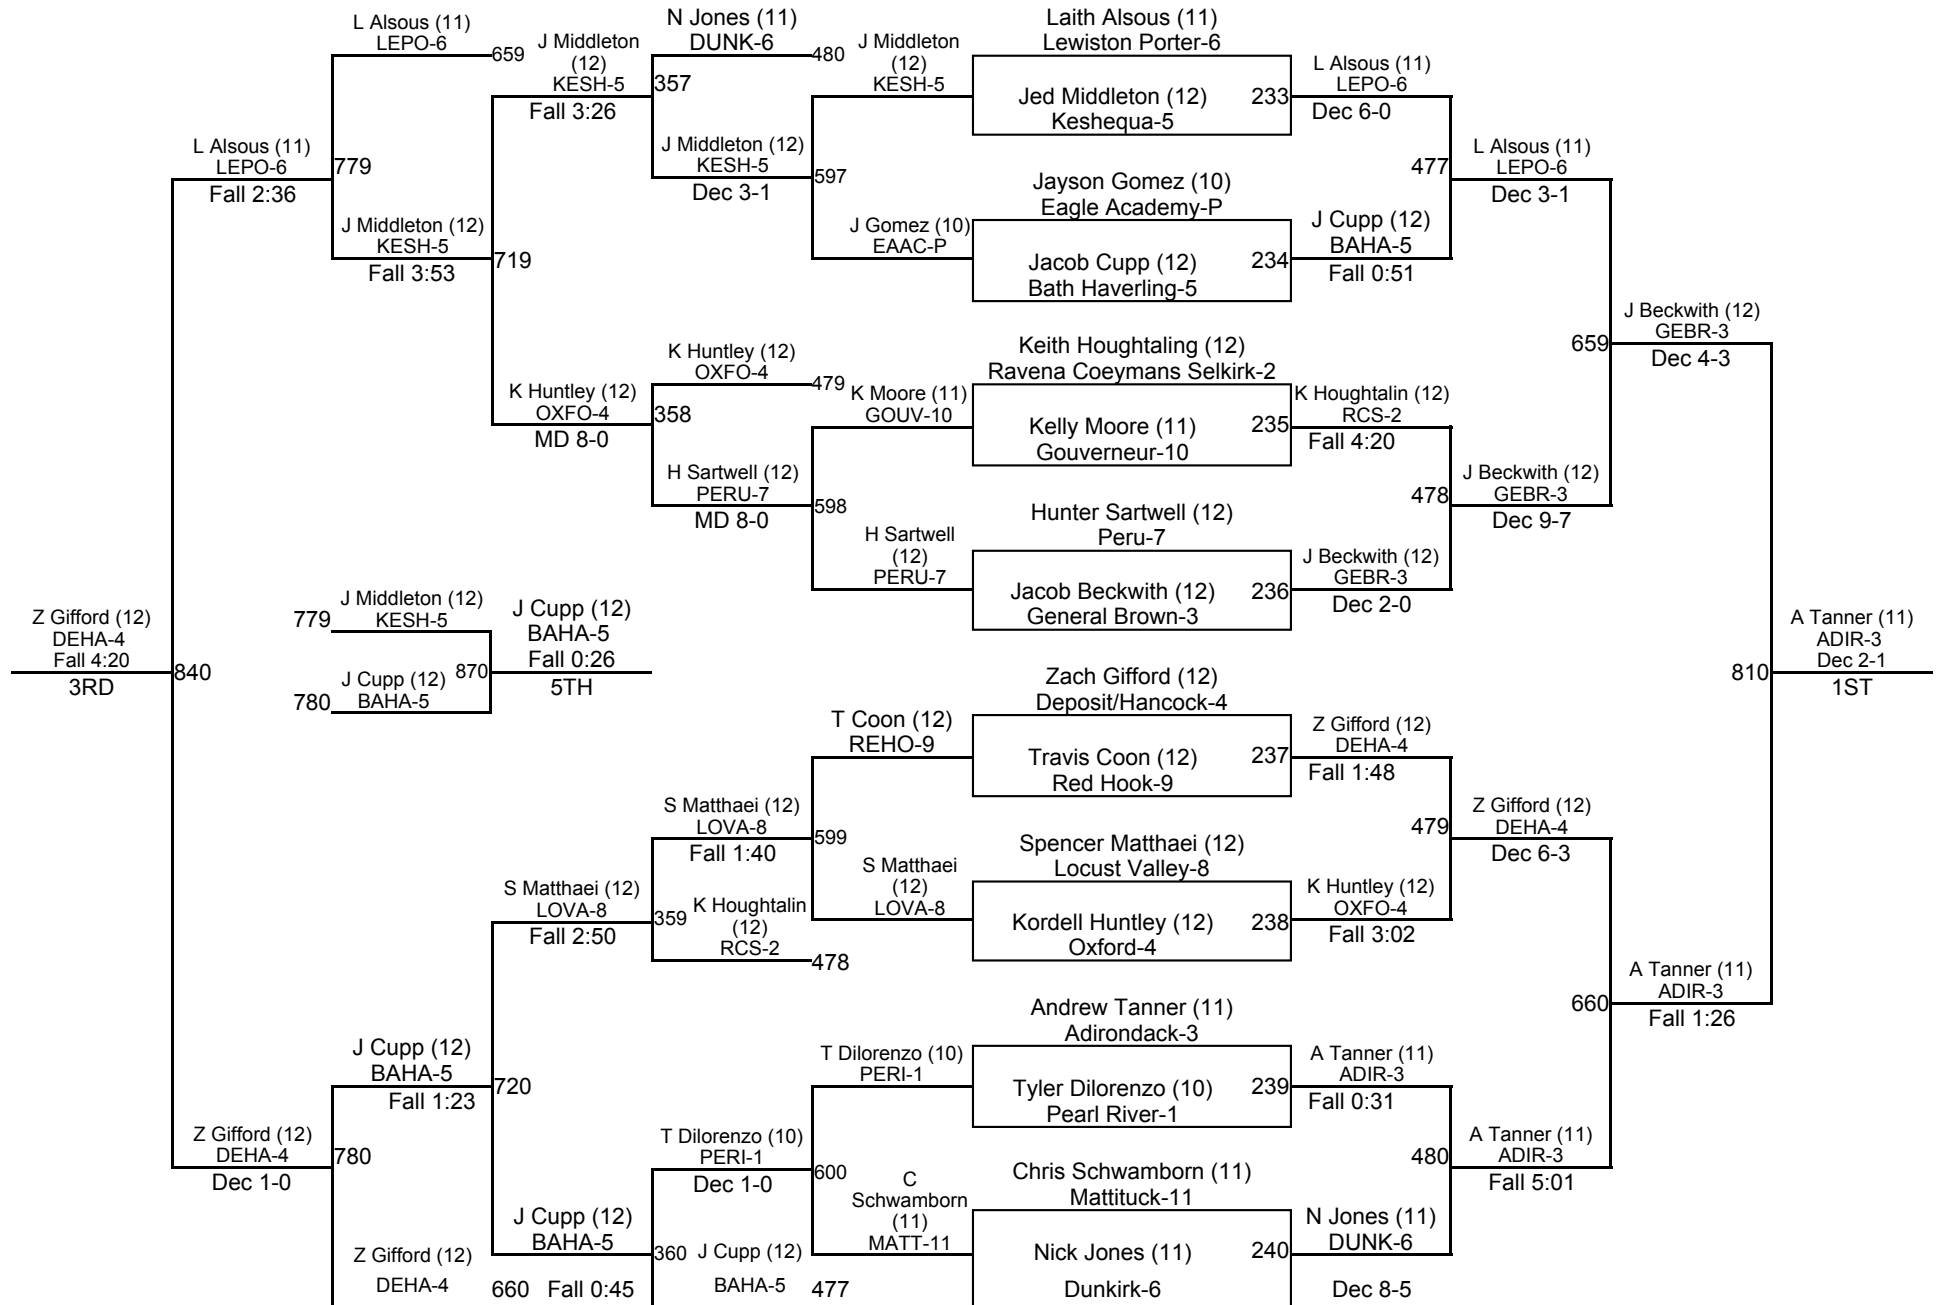 L Alsous (11)
LEPO-6
659
J Middleton
(12)
KESH-5
Fall 3:26
N Jones (11)
DUNK-6
480
357
J Middleton
(12)
KESH-5
Laith Alsous (11)
Lewiston Porter-6
Jed Middleton (12)
Keshequa-5
233
L Alsous (11)
LEPO-6
Dec 6-0
L Alsous (11)
LEPO-6
Fall 2:36
779
J Middleton (12)
KESH-5
Dec 3-1
597
477
L Alsous (11)
LEPO-6
Dec 3-1
J Middleton (12)
KESH-5
Fall 3:53
719
J Gomez (10)
EAAC-P
Jayson Gomez (10)
Eagle Academy-P
Jacob Cupp (12)
Bath Haverling-5
234
J Cupp (12)
BAHA-5
Fall 0:51
K Huntley (12)
OXFO-4
479
K Huntley (12)
OXFO-4
MD 8-0
358
K Moore (11)
GOUV-10
Keith Houghtaling (12)
Ravena Coeymans Selkirk-2
Kelly Moore (11)
Gouverneur-10
235
K Houghtalin (12)
RCS-2
Fall 4:20
659
J Beckwith (12)
GEBR-3
Dec 4-3
H Sartwell (12)
PERU-7
MD 8-0
598
478
J Beckwith (12)
GEBR-3
Dec 9-7
H Sartwell
(12)
PERU-7
Hunter Sartwell (12)
Peru-7
Jacob Beckwith (12)
General Brown-3
236
J Beckwith (12)
GEBR-3
Dec 2-0
Z Gifford (12)
DEHA-4
Fall 4:20
3RD
840
779
J Middleton (12)
KESH-5
780
J Cupp (12)
BAHA-5
870
J Cupp (12)
BAHA-5
Fall 0:26
5TH
810
A Tanner (11)
ADIR-3
Dec 2-1
1ST
T Coon (12)
REHO-9
Zach Gifford (12)
Deposit/Hancock-4
Travis Coon (12)
Red Hook-9
237
Z Gifford (12)
DEHA-4
Fall 1:48
S Matthaei (12)
LOVA-8
Fall 1:40
599
479
Z Gifford (12)
DEHA-4
Dec 6-3
S Matthaei (12)
LOVA-8
Fall 2:50
359
K Houghtalin
(12)
RCS-2
478
S Matthaei
(12)
LOVA-8
Spencer Matthaei (12)
Locust Valley-8
Kordell Huntley (12)
Oxford-4
238
K Huntley (12)
OXFO-4
Fall 3:02
660
A Tanner (11)
ADIR-3
Fall 1:26
J Cupp (12)
BAHA-5
Fall 1:23
720
T Dilorenzo (10)
PERI-1
Andrew Tanner (11)
Adirondack-3
Tyler Dilorenzo (10)
Pearl River-1
239
A Tanner (11)
ADIR-3
Fall 0:31
Z Gifford (12)
DEHA-4
Dec 1-0
780
T Dilorenzo (10)
PERI-1
Dec 1-0
600
480
A Tanner (11)
ADIR-3
Fall 5:01
Z Gifford (12)
DEHA-4
660
J Cupp (12)
BAHA-5
Fall 0:45
360
J Cupp (12)
BAHA-5
477
C
Schwamborn
(11)
MATT-11
Chris Schwamborn (11)
Mattituck-11
Nick Jones (11)
Dunkirk-6
240
N Jones (11)
DUNK-6
Dec 8-5